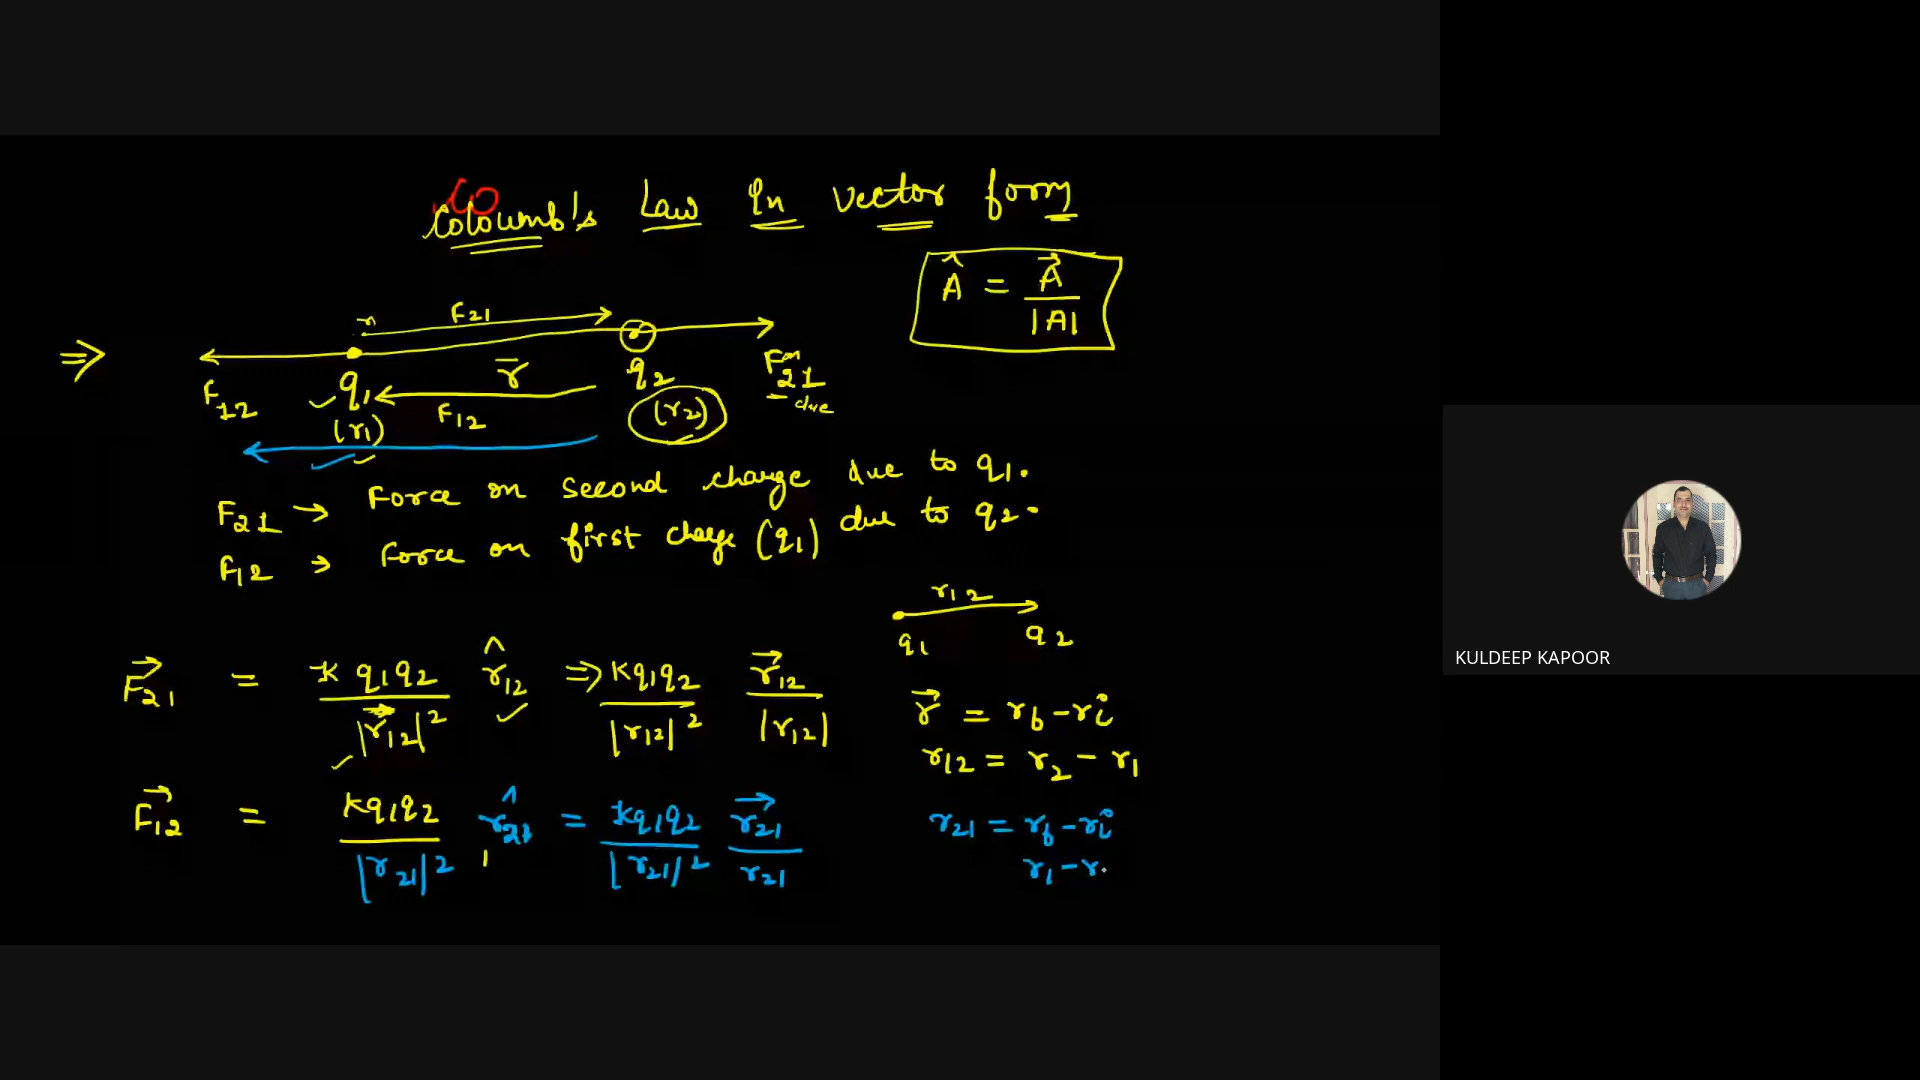 Co
Coloumb's Law In vector form
Â = A⃗ / |A|
F21
F12 q1 r⃗ q2 F21 on due
F12
(r1) (r2)
F21 → Force on second charge due to q1.
F12 → Force on first charge (q1) due to q2.
r12
q1 q2
F⃗21 = K q1q2 / |r⃗12|² r̂12 ⇒ Kq1q2 / |r12|² r⃗12 / |r12|
r⃗ = rf - ri
r12 = r2 - r1
F⃗12 = Kq1q2 / |r21|² r̂21 = Kq1q2 / |r21|² r⃗21 / r21
r21 = rf - ri
r1 - r
KULDEEP KAPOOR